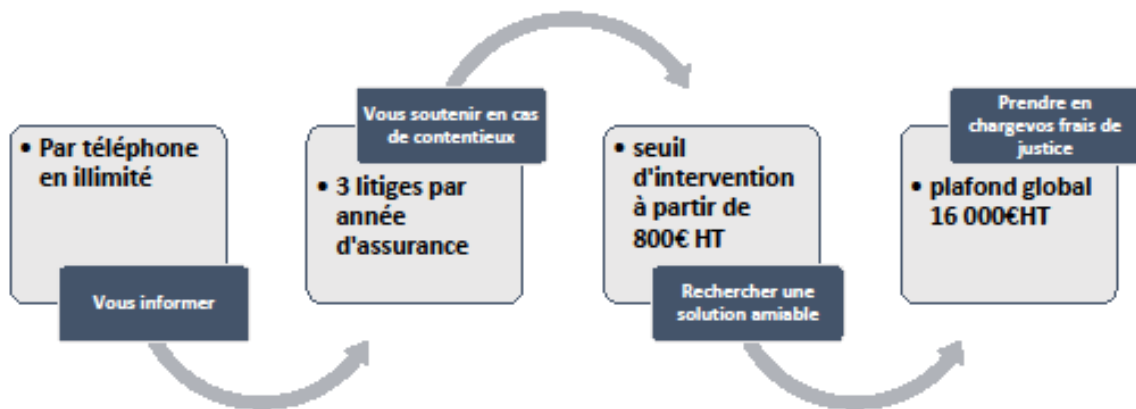 • Par téléphone
en illimité
Vous informer
Vous soutenir en cas
de contentieux
• 3 litiges par
année
d'assurance
• seuil
d'intervention
à partir de
800€ HT
Rechercher une
solution amiable
Prendre en
chargevos frais de
justice
• plafond global
16 000€HT